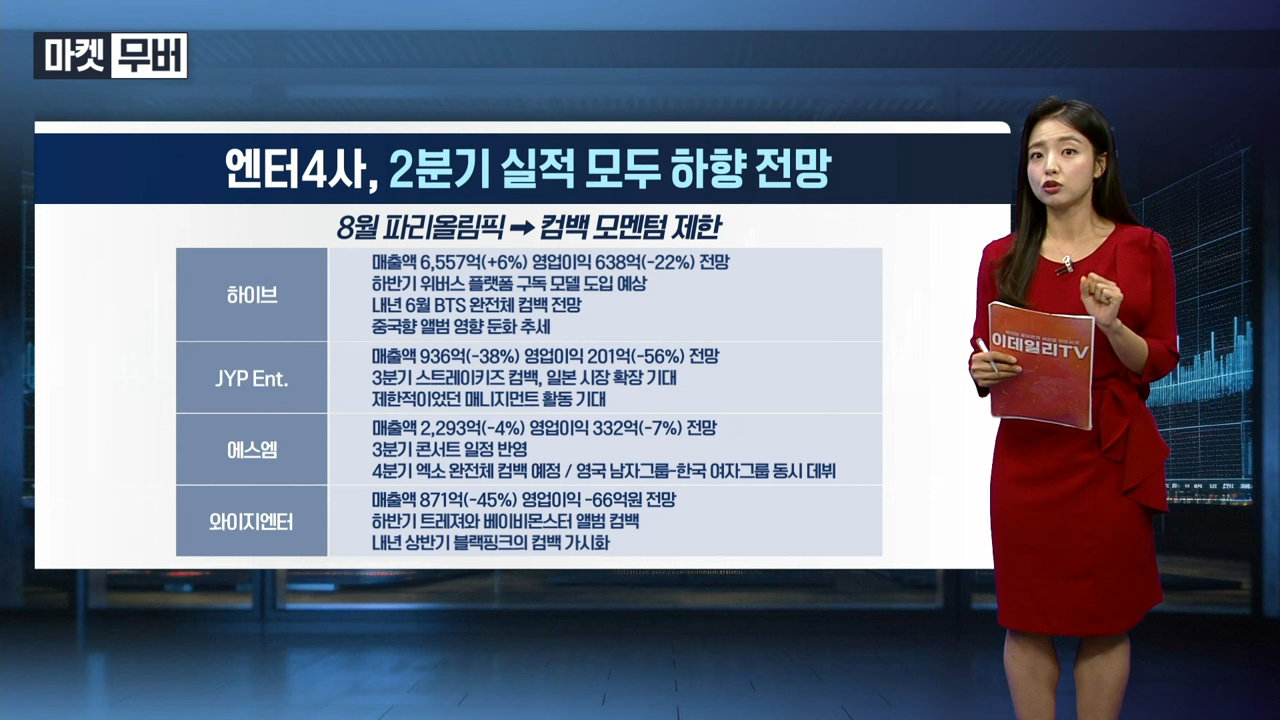 마켓무버
엔터4사, 2분기 실적 모두 하향 전망
8월 파리올림픽 ➡ 컴백 모멘텀 제한
하이브
매출액 6,557억(+6%) 영업이익 638억(-22%) 전망
하반기 위버스 플랫폼 구독 모델 도입 예상
내년 6월 BTS 완전체 컴백 전망
중국향 앨범 영향 둔화 추세
JYP Ent.
매출액 936억(-38%) 영업이익 201억(-56%) 전망
3분기 스트레이키즈 컴백, 일본 시장 확장 기대
제한적이었던 매니지먼트 활동 기대
에스엠
매출액 2,293억(-4%) 영업이익 332억(-7%) 전망
3분기 콘서트 일정 반영
4분기 엑소 완전체 컴백 예정 / 영국 남자그룹-한국 여자그룹 동시 데뷔
와이지엔터
매출액 871억(-45%) 영업이익 -66억원 전망
하반기 트레져와 베이비몬스터 앨범 컴백
내년 상반기 블랙핑크의 컴백 가시화
이데일리TV